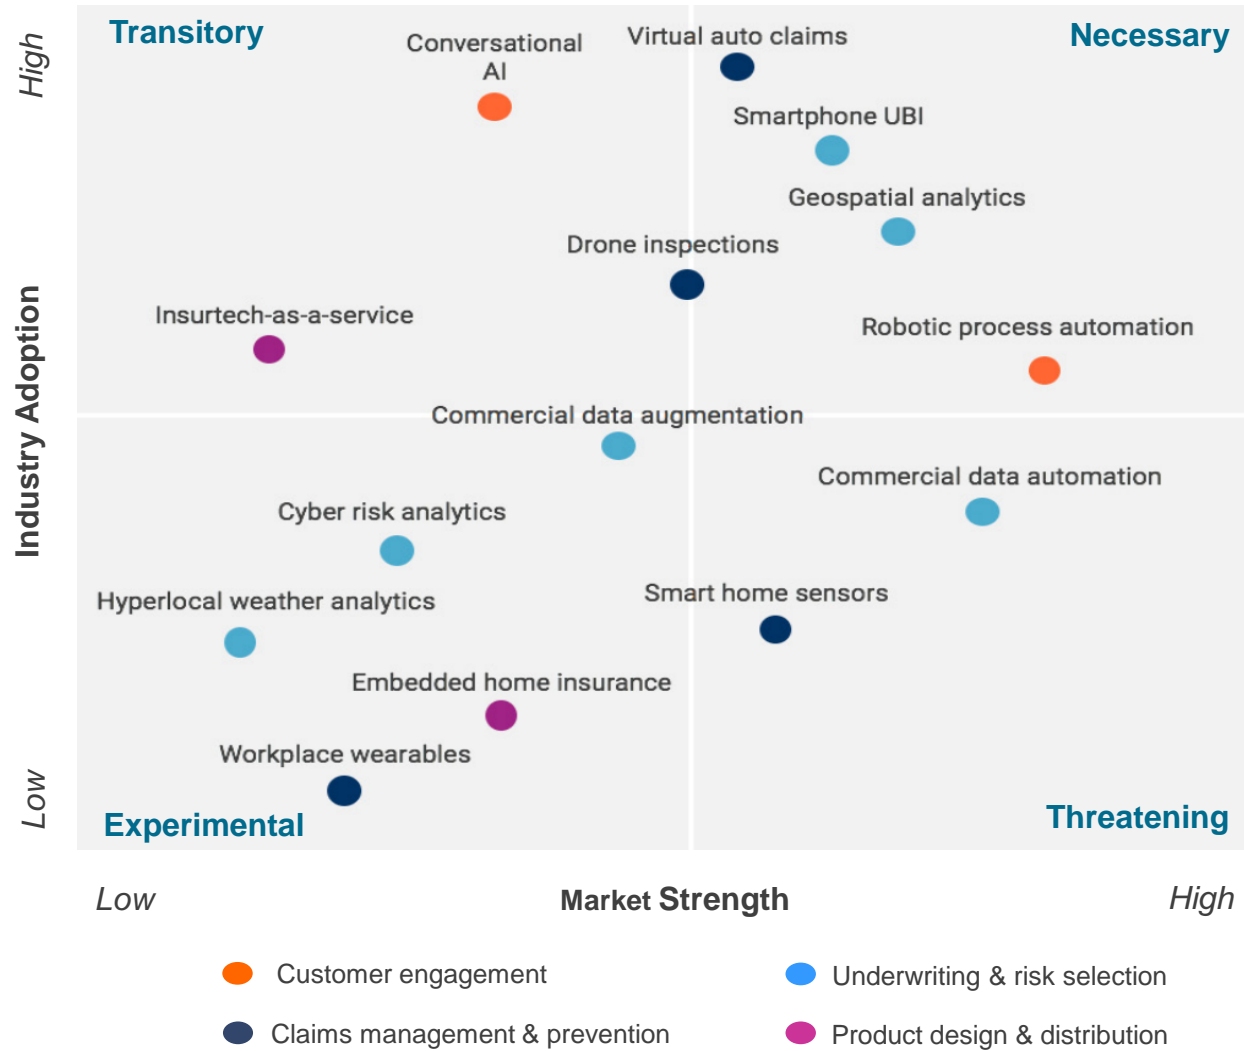 Transitory
Necessary
High
Conversational
AI
Virtual auto claims
Smartphone UBI
Geospatial analytics
Drone inspections
Insurtech-as-a-service
Robotic process automation
Industry Adoption
Commercial data augmentation
Commercial data automation
Cyber risk analytics
Smart home sensors
Hyperlocal weather analytics
Embedded home insurance
Workplace wearables
Low
Experimental
Threatening
Low
Market Strength
High
Customer engagement
Underwriting & risk selection
Claims management & prevention
Product design & distribution